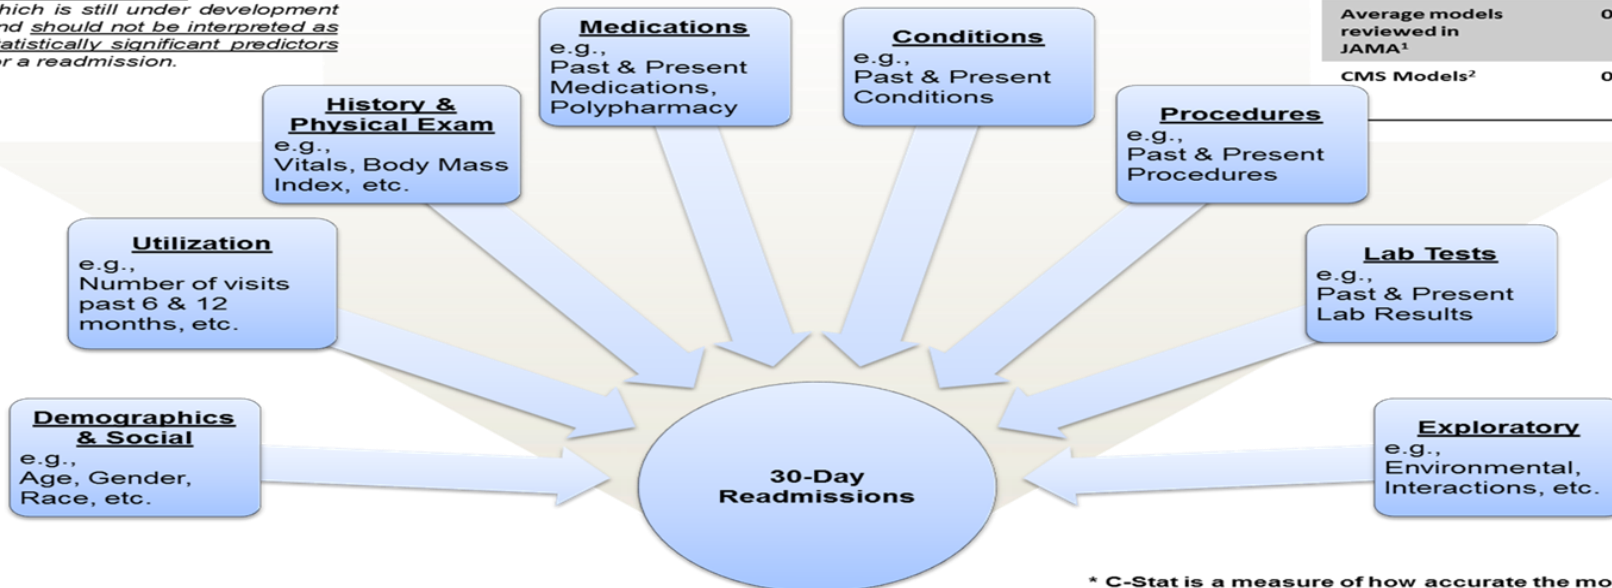 hich is still under development
nd should not be interpreted as
tatistically significant predictors
or a readmission.
Medications
e.g.,
Past & Present
Medications,
Polypharmacy
Conditions
e.g.,
Past & Present
Conditions
Average models
reviewed in
JAMA¹
0
CMS Models²
0
History &
Physical Exam
e.g.,
Vitals, Body Mass
Index, etc.
Procedures
e.g.,
Past & Present
Procedures
Utilization
e.g.,
Number of visits
past 6 & 12
months, etc.
Lab Tests
e.g.,
Past & Present
Lab Results
Demographics
& Social
e.g.,
Age, Gender,
Race, etc.
30-Day
Readmissions
Exploratory
e.g.,
Environmental,
Interactions, etc.
* C-Stat is a measure of how accurate the mo